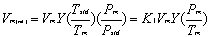 V_{m(std)} = V_m Y (T_{std} / T_m) (P_m / P_{std}) = K_1 V_m Y (P_m / T_m)